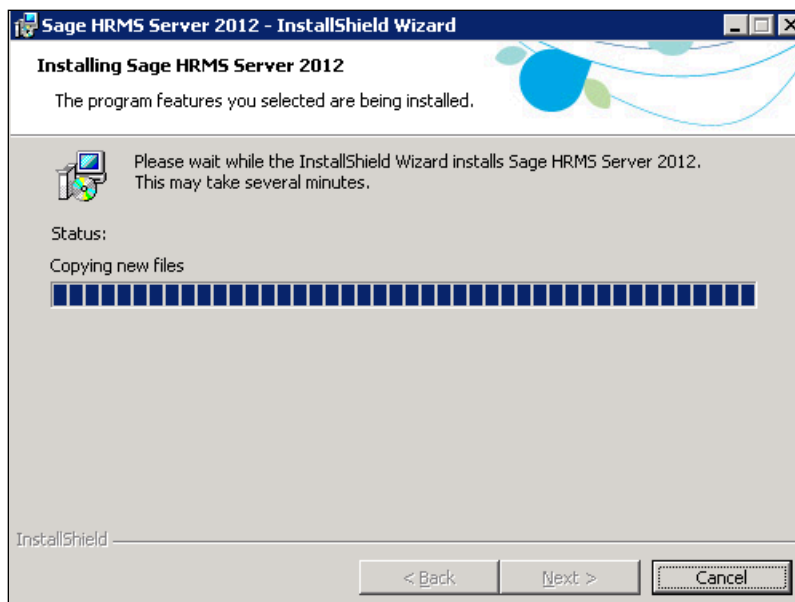 Sage HRMS Server 2012 - InstallShield Wizard
Installing Sage HRMS Server 2012
The program features you selected are being installed.
Please wait while the InstallShield Wizard installs Sage HRMS Server 2012.
This may take several minutes.
Status:
Copying new files
InstallShield
< Back
Next >
Cancel